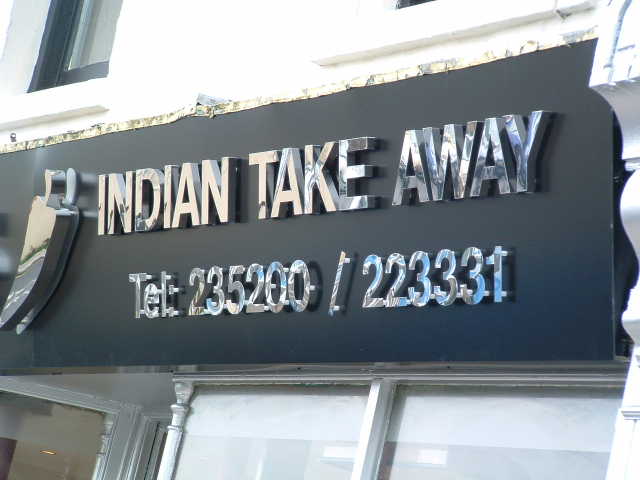 INDIAN TAKE AWAY
Tel: 235200 / 223331